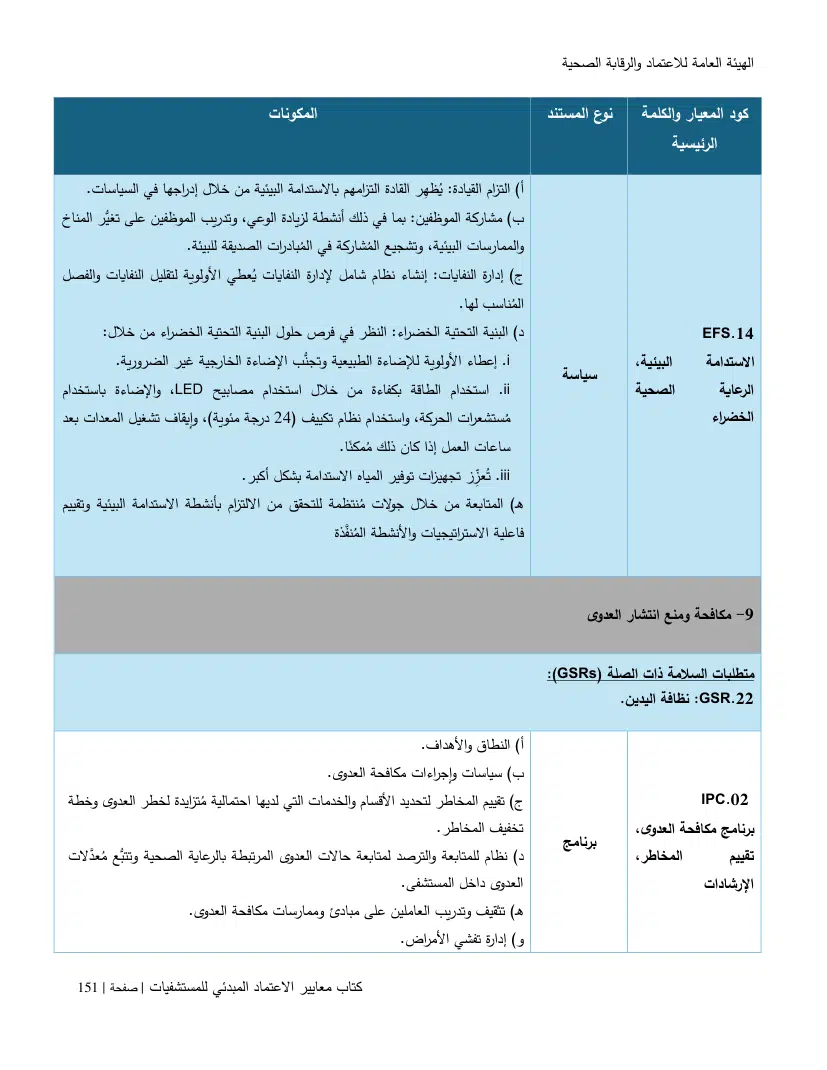 الهيئة العامة للاعتماد والرقابة الصحية
كود المعيار والكلمة الرئيسية
نوع المستند
المكونات
EFS.14
الاستدامة البيئية،
الرعاية الصحية
الخضراء
سياسة
أ) التزام القيادة: يُظهِر القادة التزامهم بالاستدامة البيئية من خلال إدراجها في السياسات.
ب) مشاركة الموظفين: بما في ذلك أنشطة لزيادة الوعي، وتدريب الموظفين على تغيُّر المناخ
والممارسات البيئية، وتشجيع المُشاركة في المُبادرات الصديقة للبيئة.
ج) إدارة النفايات: إنشاء نظام شامل لإدارة النفايات يُعطي الأولوية لتقليل النفايات والفصل
المُناسب لها.
د) البنية التحتية الخضراء: النظر في فرص حلول البنية التحتية الخضراء من خلال:
i. إعطاء الأولوية للإضاءة الطبيعية وتجنُّب الإضاءة الخارجية غير الضرورية.
ii. استخدام الطاقة بكفاءة من خلال استخدام مصابيح LED، والإضاءة باستخدام
مُستشعرات الحركة، واستخدام نظام تكييف (24 درجة مئوية)، وإيقاف تشغيل المعدات بعد
ساعات العمل إذا كان ذلك مُمكنًا.
iii. تُعزِّز تجهيزات توفير المياه الاستدامة بشكل أكبر.
ه) المتابعة من خلال جولات مُنتظمة للتحقق من الالتزام بأنشطة الاستدامة البيئية وتقييم
فاعلية الاستراتيجيات والأنشطة المُنفَّذة
9- مكافحة ومنع انتشار العدوى
متطلبات السلامة ذات الصلة (GSRs):
GSR.22: نظافة اليدين.
IPC.02
برنامج مكافحة العدوى،
تقييم المخاطر،
الإرشادات
برنامج
أ) النطاق والأهداف.
ب) سياسات وإجراءات مكافحة العدوى.
ج) تقييم المخاطر لتحديد الأقسام والخدمات التي لديها احتمالية مُتزايدة لخطر العدوى وخطة
تخفيف المخاطر.
د) نظام للمتابعة والترصد لمتابعة حالات العدوى المرتبطة بالرعاية الصحية وتتبُّع مُعدَّلات
العدوى داخل المستشفى.
ه) تثقيف وتدريب العاملين على مبادئ وممارسات مكافحة العدوى.
و) إدارة تفشي الأمراض.
كتاب معايير الاعتماد المبدئي للمستشفيات | صفحة | 151